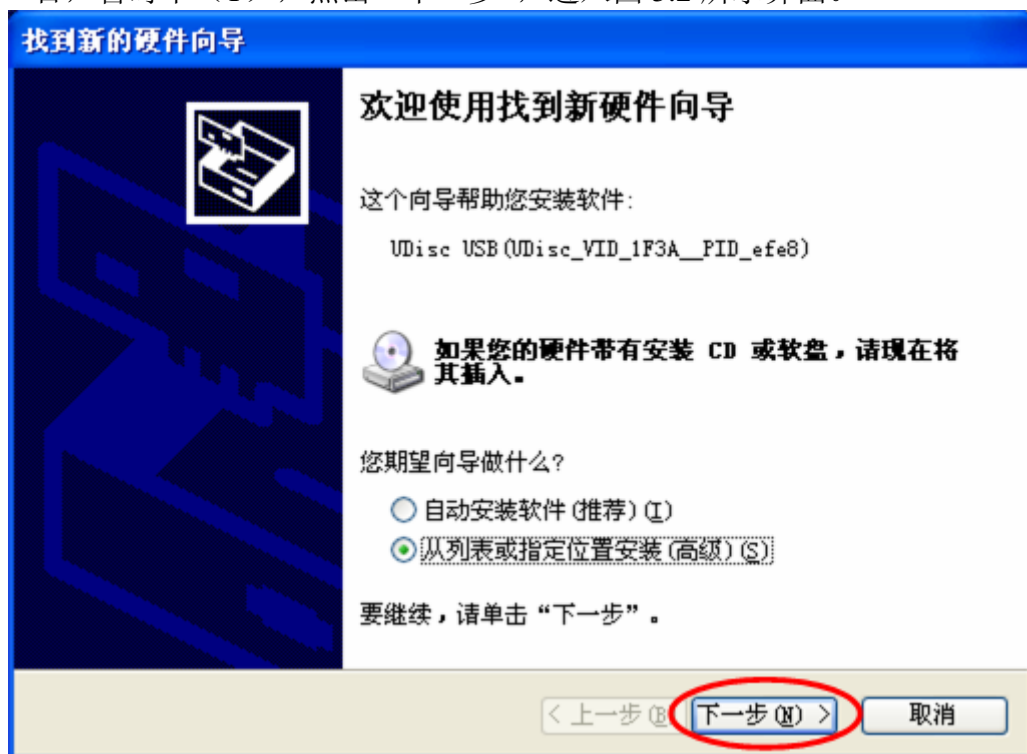 找到新的硬件向导
欢迎使用找到新硬件向导
这个向导帮助您安装软件:
UDisc USB(UDisc_VID_1F3A__PID_efe8)
如果您的硬件带有安装 CD 或软盘，请现在将
其插入。
您期望向导做什么?
自动安装软件(推荐)(I)
从列表或指定位置安装(高级)(S)
要继续，请单击“下一步”。
< 上一步(B 下一步(N) > 取消